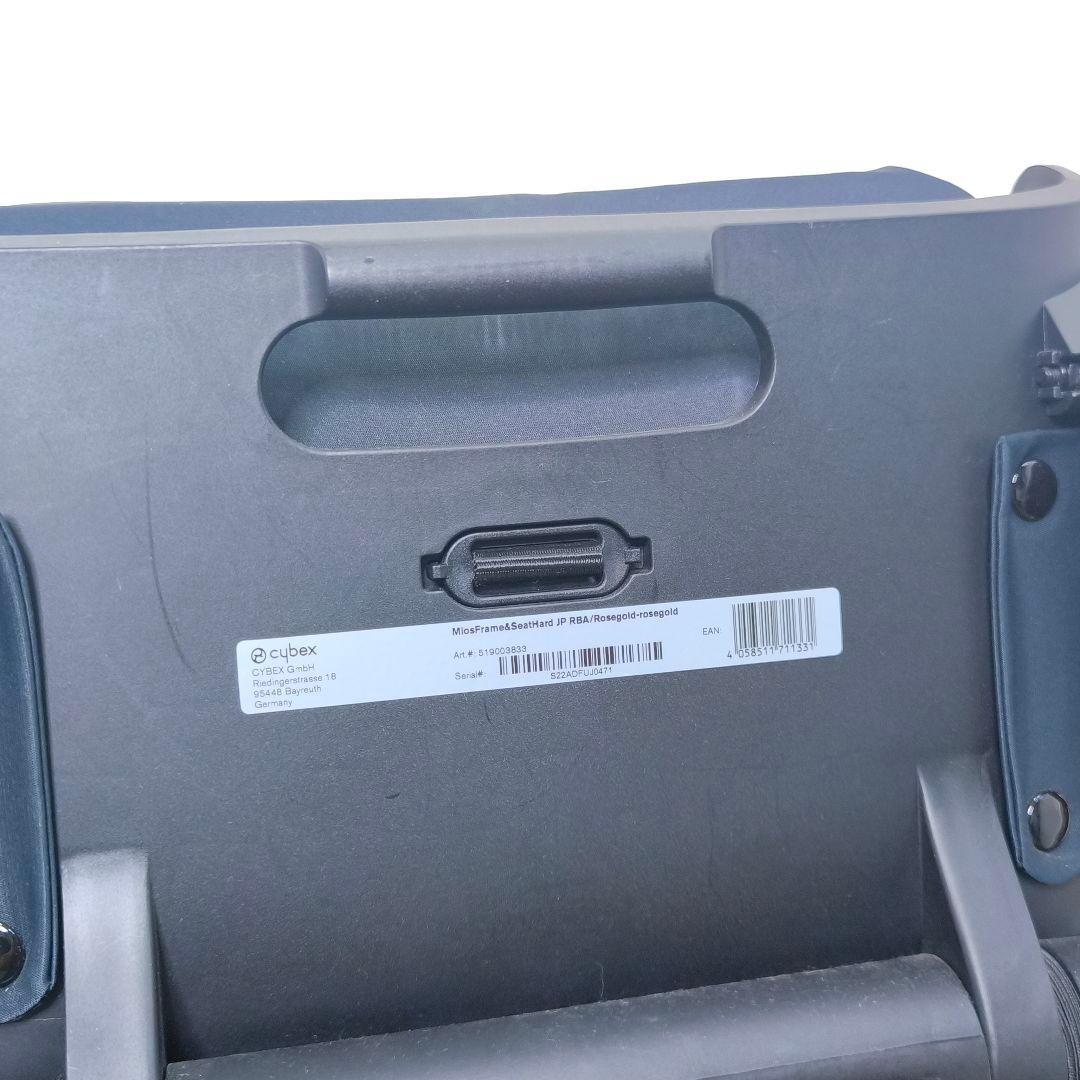 cybex
CYBEX GmbH
Riedingerstrasse 18
95448 Bayreuth
Germany
MiosFrame&SeatHard JP RBA/Rosegold-rosegold
Art.#: 519003833
Serial#:
S22ADFUJ0471
EAN:
4 058511 711331